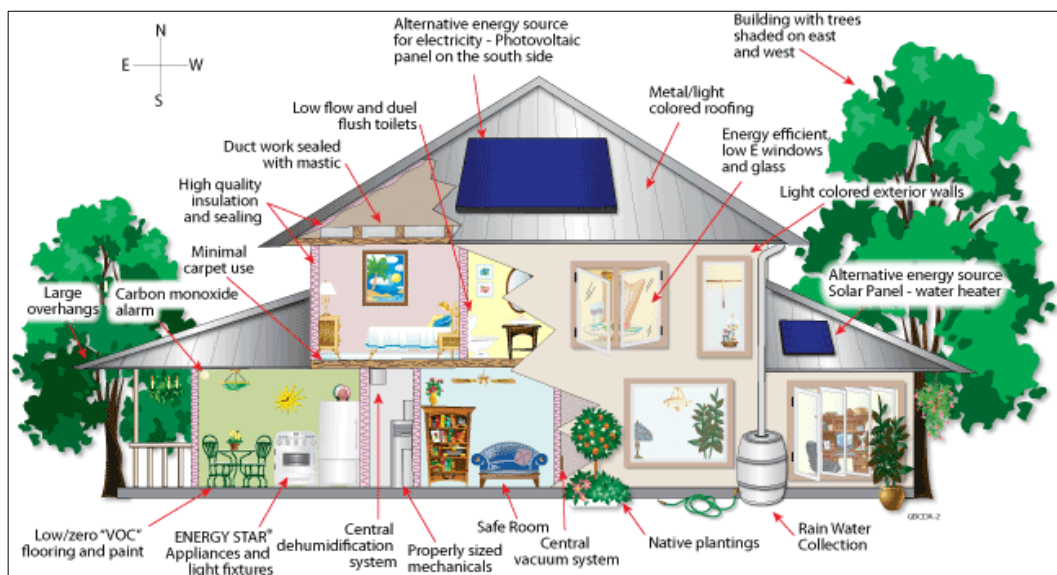 N
E
W
S
Alternative energy source
for electricity - Photovoltaic
panel on the south side
Building with trees
shaded on east
and west
Low flow and duel
flush toilets
Metal/light
colored roofing
Duct work sealed
with mastic
Energy efficient,
low E windows
and glass
High quality
insulation
and sealing
Light colored exterior walls
Minimal
carpet use
Large
overhangs
Carbon monoxide
alarm
Alternative energy source
Solar Panel - water heater
GBCDA-2
Low/zero "VOC"
flooring and paint
ENERGY STAR®
Appliances and
light fixtures
Central
dehumidification
system
Properly sized
mechanicals
Safe Room
Central
vacuum system
Native plantings
Rain Water
Collection